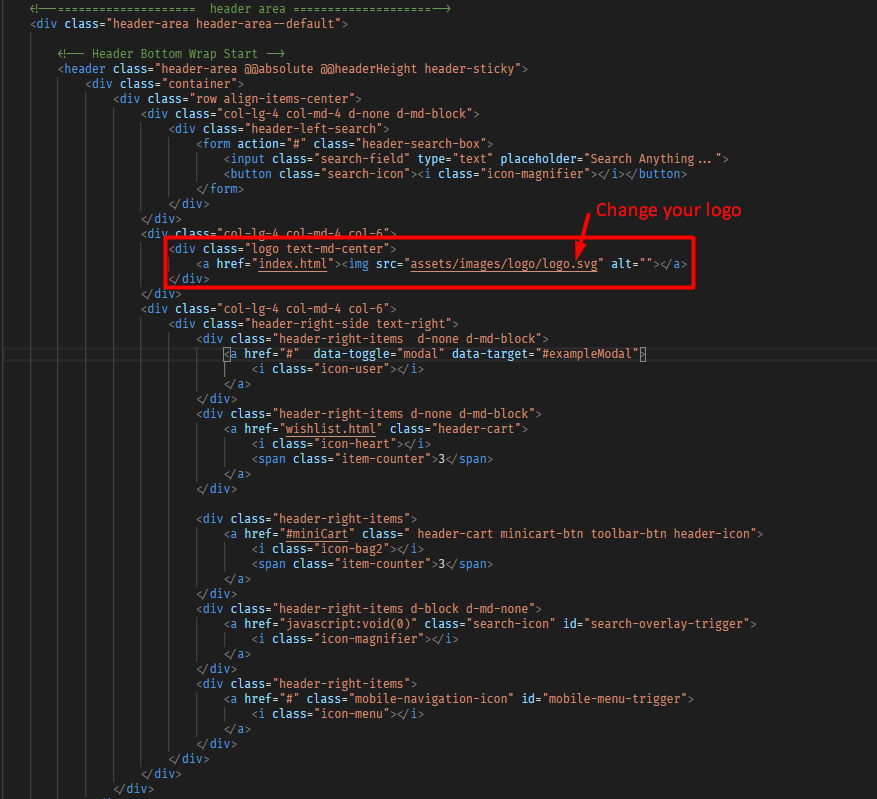 <!-- ==================== header area ==================== -->
<div class="header-area header-area--default">
<!-- Header Bottom Wrap Start -->
<header class="header-area @@absolute @@headerHeight header-sticky">
<div class="container">
<div class="row align-items-center">
<div class="col-lg-4 col-md-4 d-none d-md-block">
<div class="header-left-search">
<form action="#" class="header-search-box">
<input class="search-field" type="text" placeholder="Search Anything...">
<button class="search-icon"><i class="icon-magnifier"></i></button>
</form>
</div>
</div>
Change your logo
<div class="col-lg-4 col-md-4 col-6">
<div class="logo text-md-center">
<a href="index.html"><img src="assets/images/logo/logo.svg" alt=""></a>
</div>
</div>
<div class="col-lg-4 col-md-4 col-6">
<div class="header-right-side text-right">
<div class="header-right-items  d-none d-md-block">
<a href="#"  data-toggle="modal" data-target="#exampleModal">
<i class="icon-user"></i>
</a>
</div>
<div class="header-right-items d-none d-md-block">
<a href="wishlist.html" class="header-cart">
<i class="icon-heart"></i>
<span class="item-counter">3</span>
</a>
</div>
<div class="header-right-items">
<a href="#miniCart" class=" header-cart minicart-btn toolbar-btn header-icon">
<i class="icon-bag2"></i>
<span class="item-counter">3</span>
</a>
</div>
<div class="header-right-items d-block d-md-none">
<a href="javascript:void(0)" class="search-icon" id="search-overlay-trigger">
<i class="icon-magnifier"></i>
</a>
</div>
<div class="header-right-items">
<a href="#" class="mobile-navigation-icon" id="mobile-menu-trigger">
<i class="icon-menu"></i>
</a>
</div>
</div>
</div>
</div>